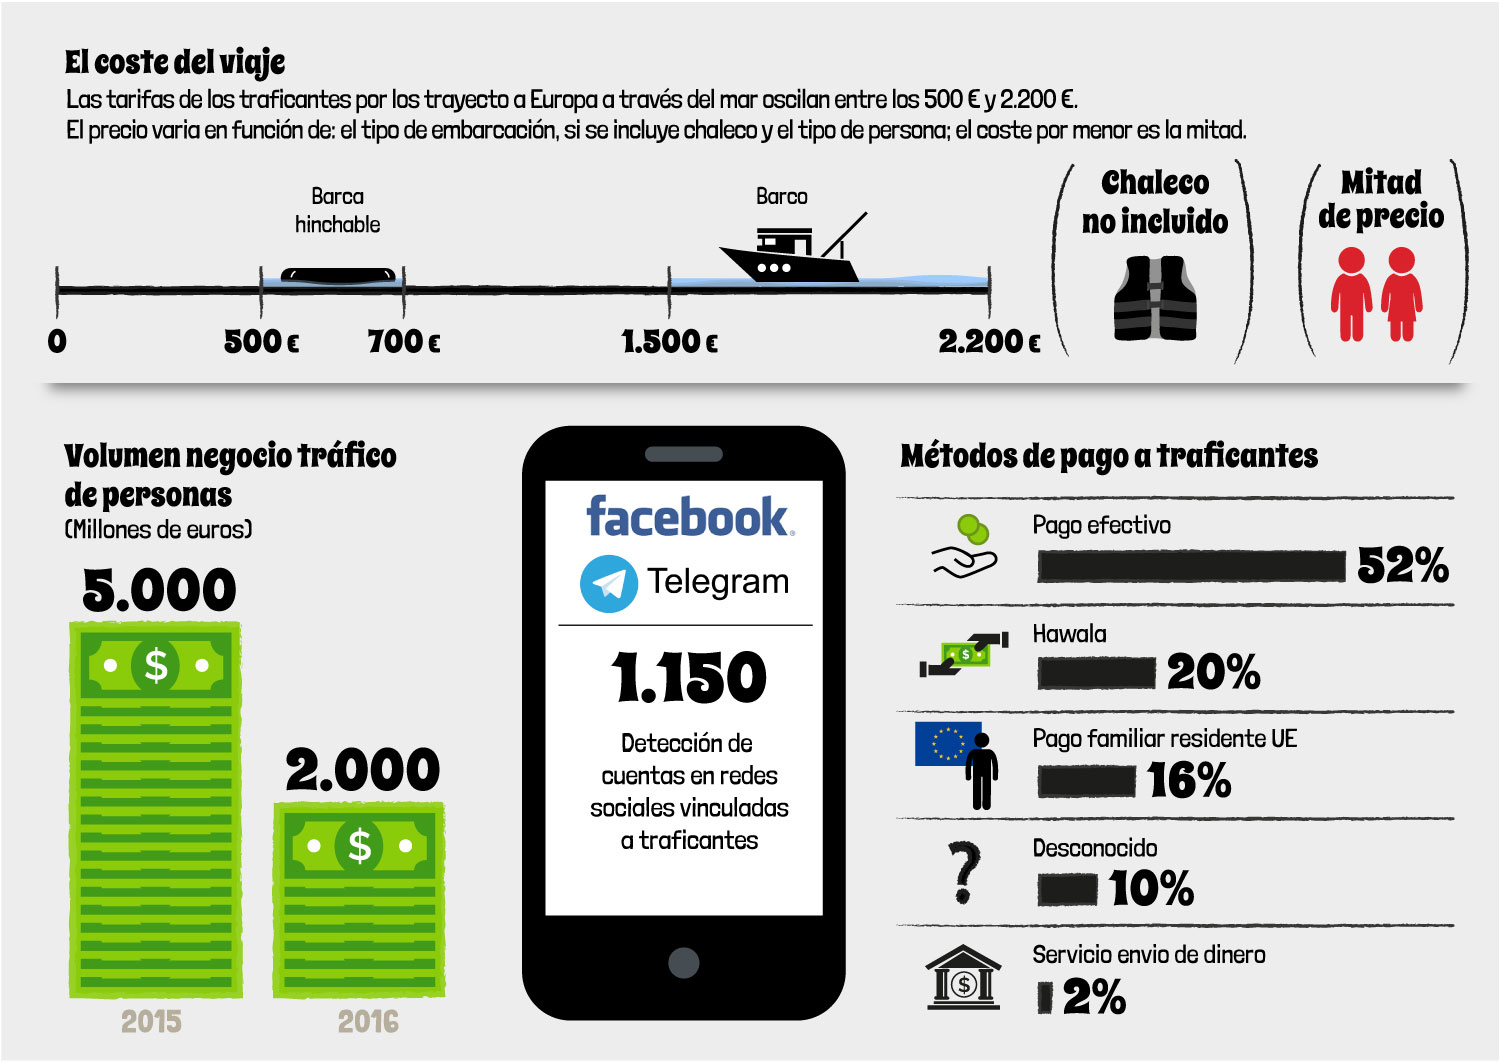 El coste del viaje
Las tarifas de los traficantes por los trayecto a Europa a través del mar oscilan entre los 500 € y 2.200 €.
El precio varia en función de: el tipo de embarcación, si se incluye chaleco y el tipo de persona; el coste por menor es la mitad.
Barca
hinchable
Barco
0
500 €
700 €
1.500 €
2.200 €
Chaleco
no incluido
Mitad
de precio
Volumen negocio tráfico
de personas
(Millones de euros)
5.000
$
2015
2.000
$
2016
facebook®
Telegram
1.150
Detección de
cuentas en redes
sociales vinculadas
a traficantes
Métodos de pago a traficantes
Pago efectivo
52%
Hawala
$
20%
Pago familiar residente UE
16%
?
Desconocido
10%
Servicio envio de dinero
$
2%